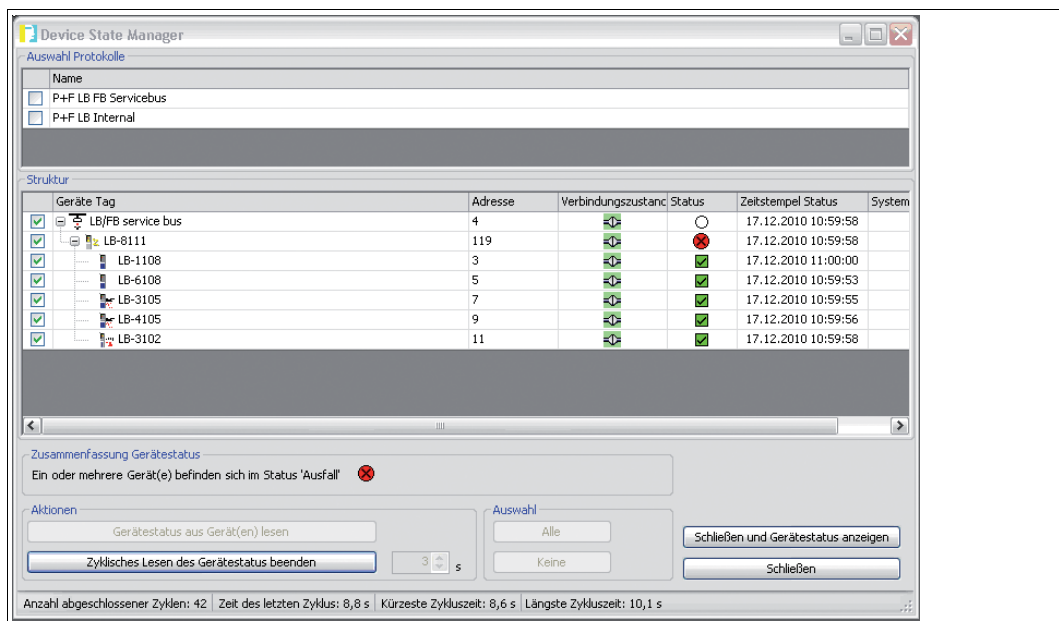 Device State Manager
Auswahl Protokolle
Name
P+F LB FB Servicebus
P+F LB Internal
Struktur
Geräte Tag Adresse Verbindungszustanc Status Zeitstempel Status System
LB/FB service bus 4 17.12.2010 10:59:58
LB-8111 119 17.12.2010 10:59:58
LB-1108 3 17.12.2010 11:00:00
LB-6108 5 17.12.2010 10:59:53
LB-3105 7 17.12.2010 10:59:55
LB-4105 9 17.12.2010 10:59:56
LB-3102 11 17.12.2010 10:59:58
Zusammenfassung Gerätestatus
Ein oder mehrere Gerät(e) befinden sich im Status 'Ausfall'
Aktionen Auswahl
Gerätestatus aus Gerät(en) lesen Alle Schließen und Gerätestatus anzeigen
Zyklisches Lesen des Gerätestatus beenden 3 s Keine Schließen
Anzahl abgeschlossener Zyklen: 42 Zeit des letzten Zyklus: 8,8 s Kürzeste Zykluszeit: 8,6 s Längste Zykluszeit: 10,1 s